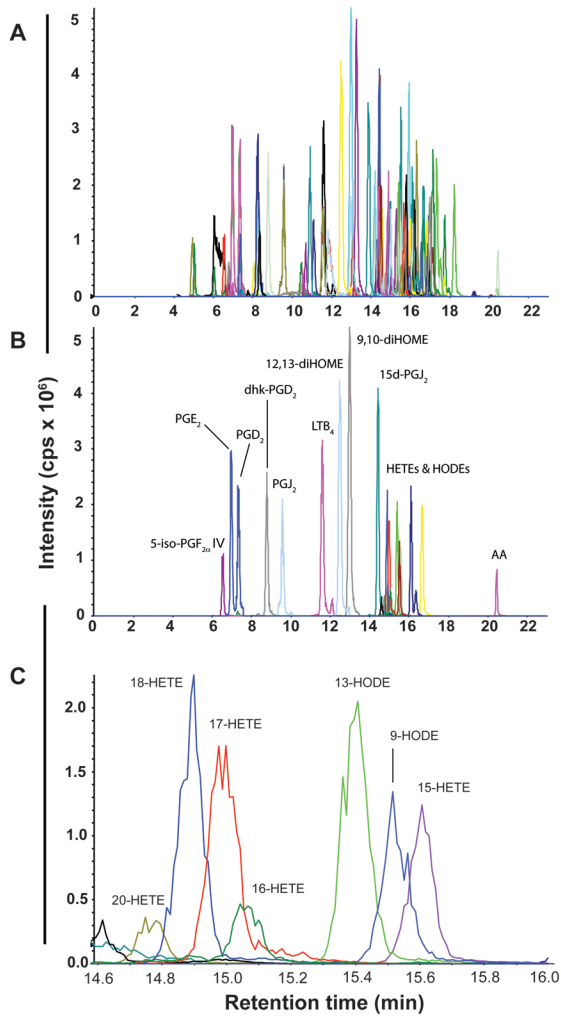 A
5
4
3
2
1
0
0 2 4 6 8 10 12 14 16 18 20 22
B
5
4
3
2
1
0
9,10-diHOME
12,13-diHOME
15d-PGJ2
dhk-PGD2
PGE2
PGD2
LTB4
PGJ2
HETEs & HODEs
5-iso-PGF2α IV
AA
0 2 4 6 8 10 12 14 16 18 20 22
Intensity (cps x 10⁶)
C
2.0
1.5
1.0
0.5
0.0
18-HETE
13-HODE
17-HETE
9-HODE
15-HETE
16-HETE
20-HETE
14.6 14.8 15.0 15.2 15.4 15.6 15.8 16.0
Retention time (min)